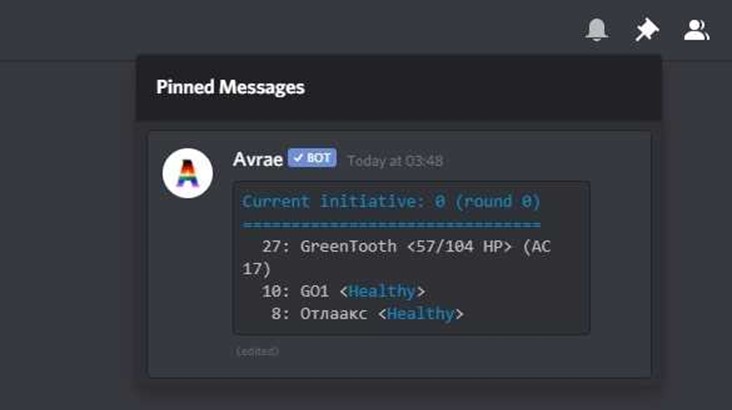 Pinned Messages
A
Avrae ✓ BOT Today at 03:48
Current initiative: 0 (round 0)
===============================
27: GreenTooth <57/104 HP> (AC
17)
10: GO1 <Healthy>
8: Отлаакс <Healthy>
(edited)